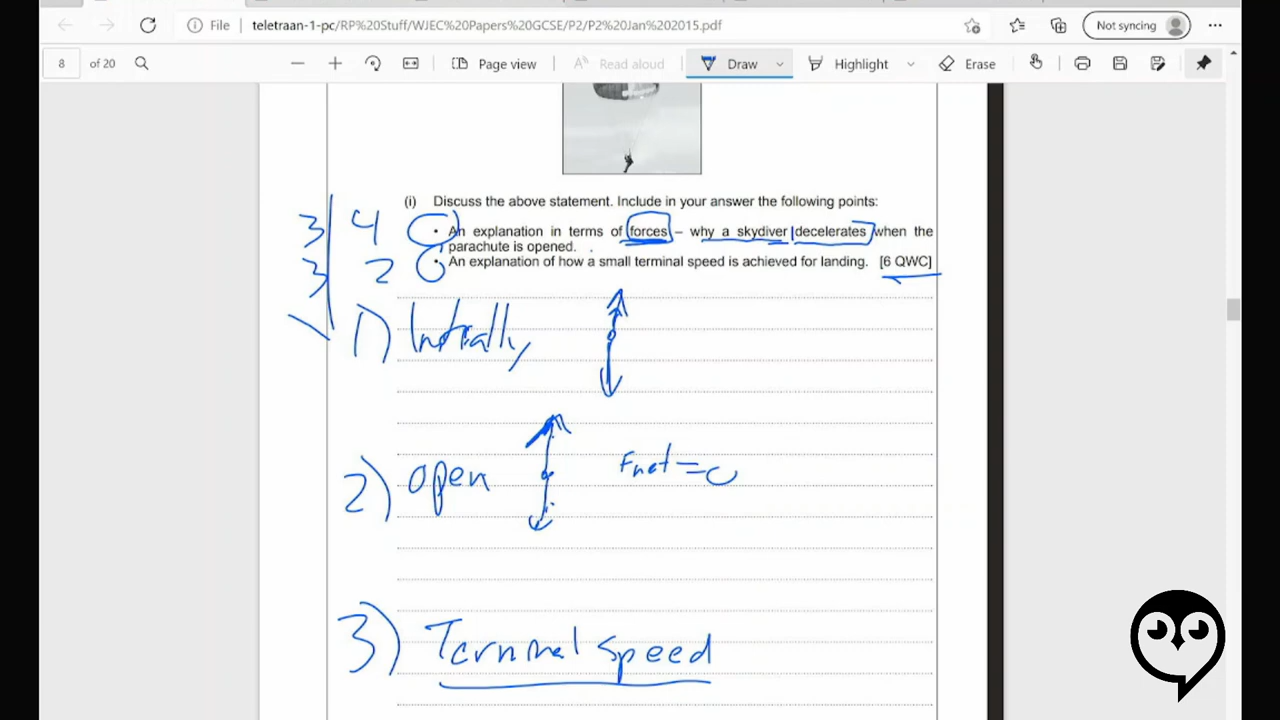 File teletraan-1-pc/RP%20Stuff/WJEC%20Papers%20GCSE/P2/P2%20Jan%202015.pdf Not syncing
8 of 20 Page view Read aloud Draw Highlight Erase
(i) Discuss the above statement. Include in your answer the following points:
3 4 • An explanation in terms of forces – why a skydiver decelerates when the
parachute is opened.
3 2 • An explanation of how a small terminal speed is achieved for landing. [6 QWC]
1) Initially
2) open Fnet = 0
3) Terminal speed